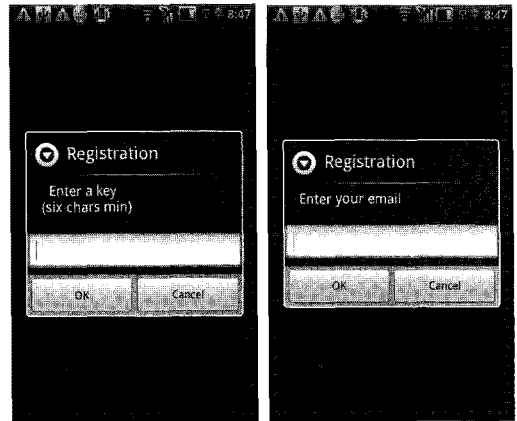 8:47
Registration
Enter a key
(six chars min)
OK
Cancel
8:47
Registration
Enter your email
OK
Cancel